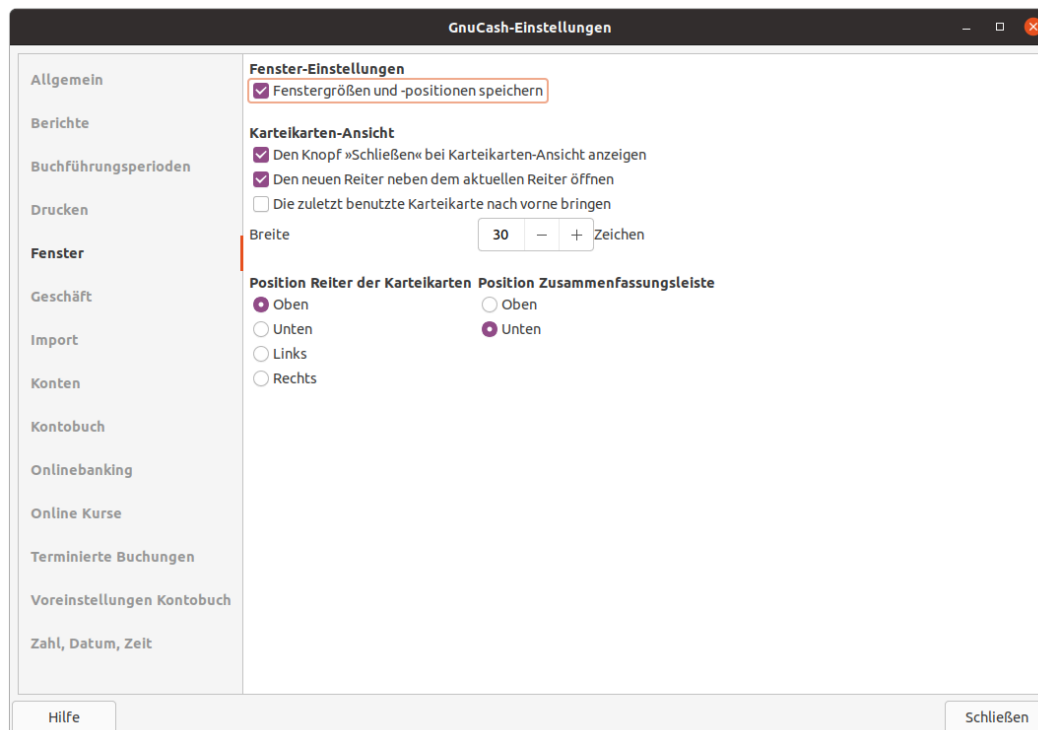 GnuCash-Einstellungen
Allgemein
Berichte
Buchführungsperioden
Drucken
Fenster
Geschäft
Import
Konten
Kontobuch
Onlinebanking
Online Kurse
Terminierte Buchungen
Voreinstellungen Kontobuch
Zahl, Datum, Zeit
Fenster-Einstellungen
Fenstergrößen und -positionen speichern
Karteikarten-Ansicht
Den Knopf »Schließen« bei Karteikarten-Ansicht anzeigen
Den neuen Reiter neben dem aktuellen Reiter öffnen
Die zuletzt benutzte Karteikarte nach vorne bringen
Breite 30 − + Zeichen
Position Reiter der Karteikarten
Oben
Unten
Links
Rechts
Position Zusammenfassungsleiste
Oben
Unten
Hilfe
Schließen